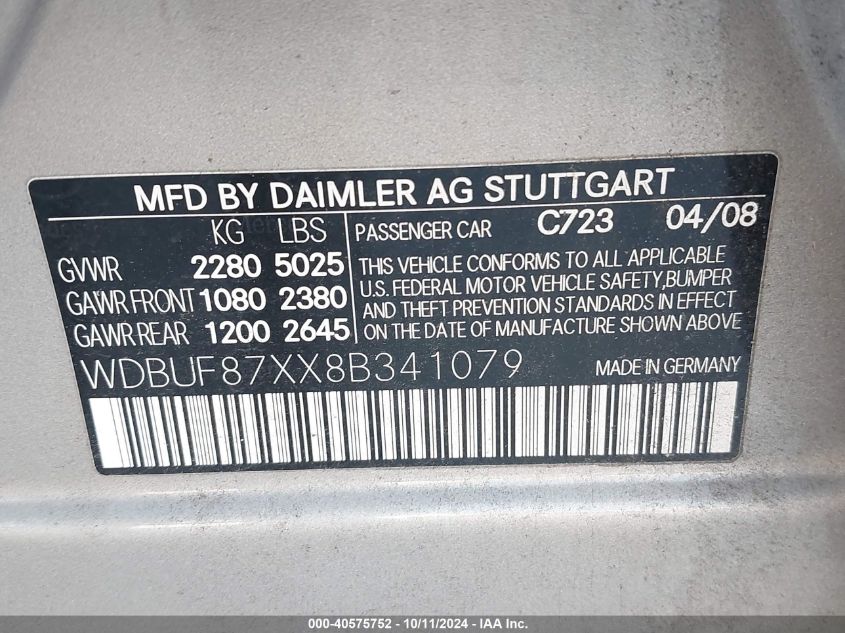 MFD BY DAIMLER AG STUTTGART
KG LBS
GVWR 2280 5025
GAWR FRONT 1080 2380
GAWR REAR 1200 2645
PASSENGER CAR C723 04/08
THIS VEHICLE CONFORMS TO ALL APPLICABLE
U.S. FEDERAL MOTOR VEHICLE SAFETY,BUMPER
AND THEFT PREVENTION STANDARDS IN EFFECT
ON THE DATE OF MANUFACTURE SHOWN ABOVE
WDBUF87XX8B341079 MADE IN GERMANY
000-40575752 - 10/11/2024 - IAA Inc.